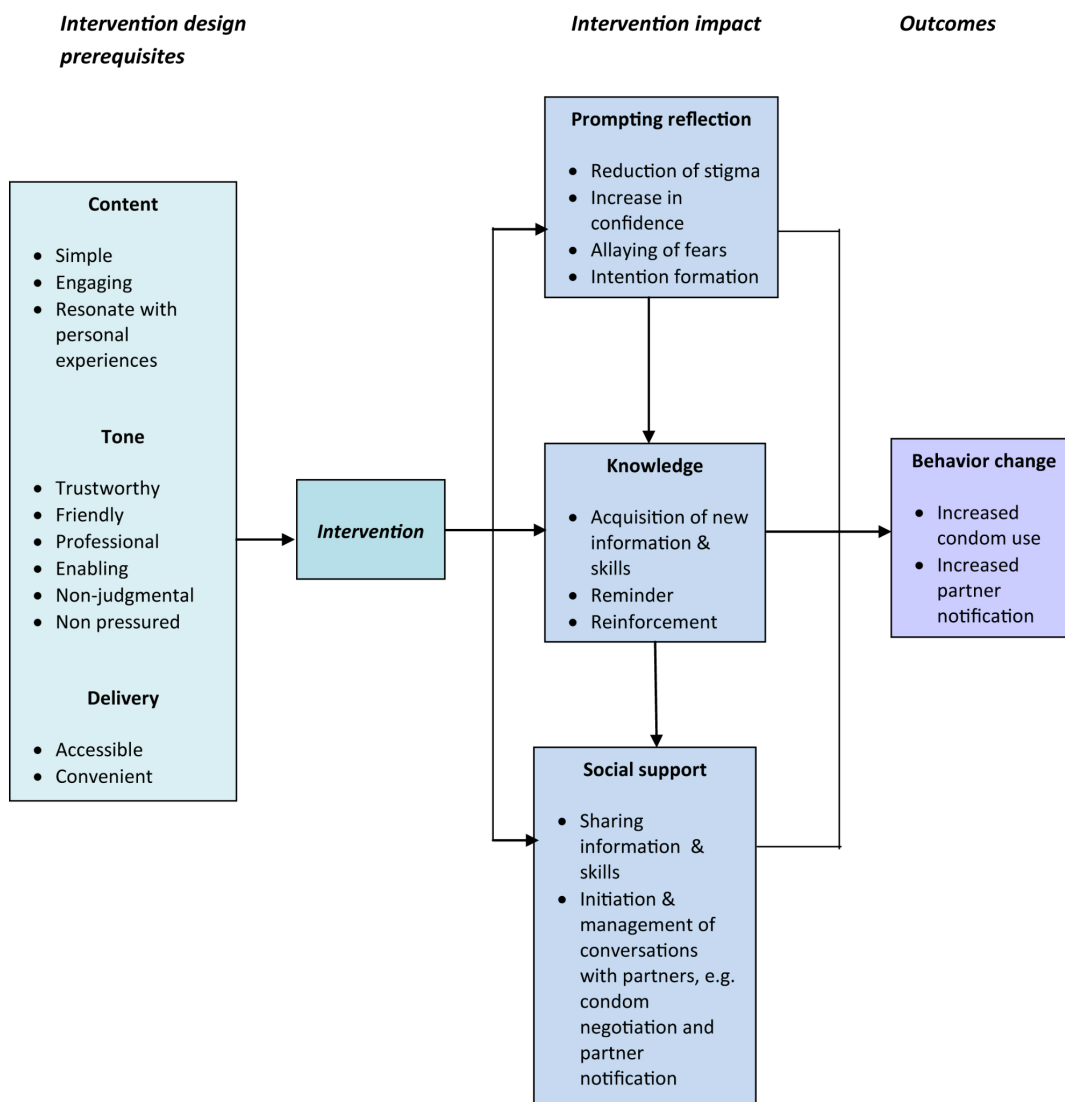 Intervention design
prerequisites
Intervention impact
Outcomes
Content
• Simple
• Engaging
• Resonate with
personal
experiences
Tone
• Trustworthy
• Friendly
• Professional
• Enabling
• Non-judgmental
• Non pressured
Delivery
• Accessible
• Convenient
Intervention
Prompting reflection
• Reduction of stigma
• Increase in
confidence
• Allaying of fears
• Intention formation
Knowledge
• Acquisition of new
information &
skills
• Reminder
• Reinforcement
Social support
• Sharing
information & 
skills
• Initiation &
management of
conversations
with partners, e.g.
condom
negotiation and
partner
notification
Behavior change
• Increased
condom use
• Increased
partner
notification